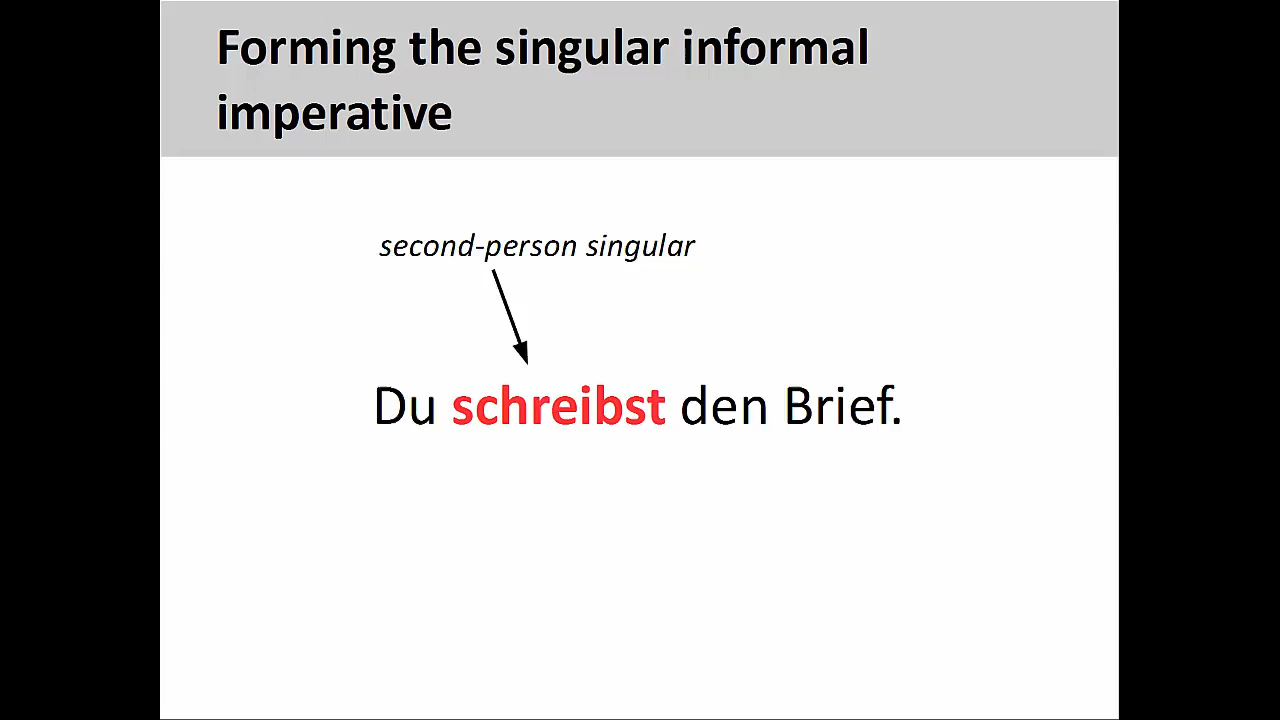 Forming the singular informal
imperative
second-person singular
Du schreibst den Brief.